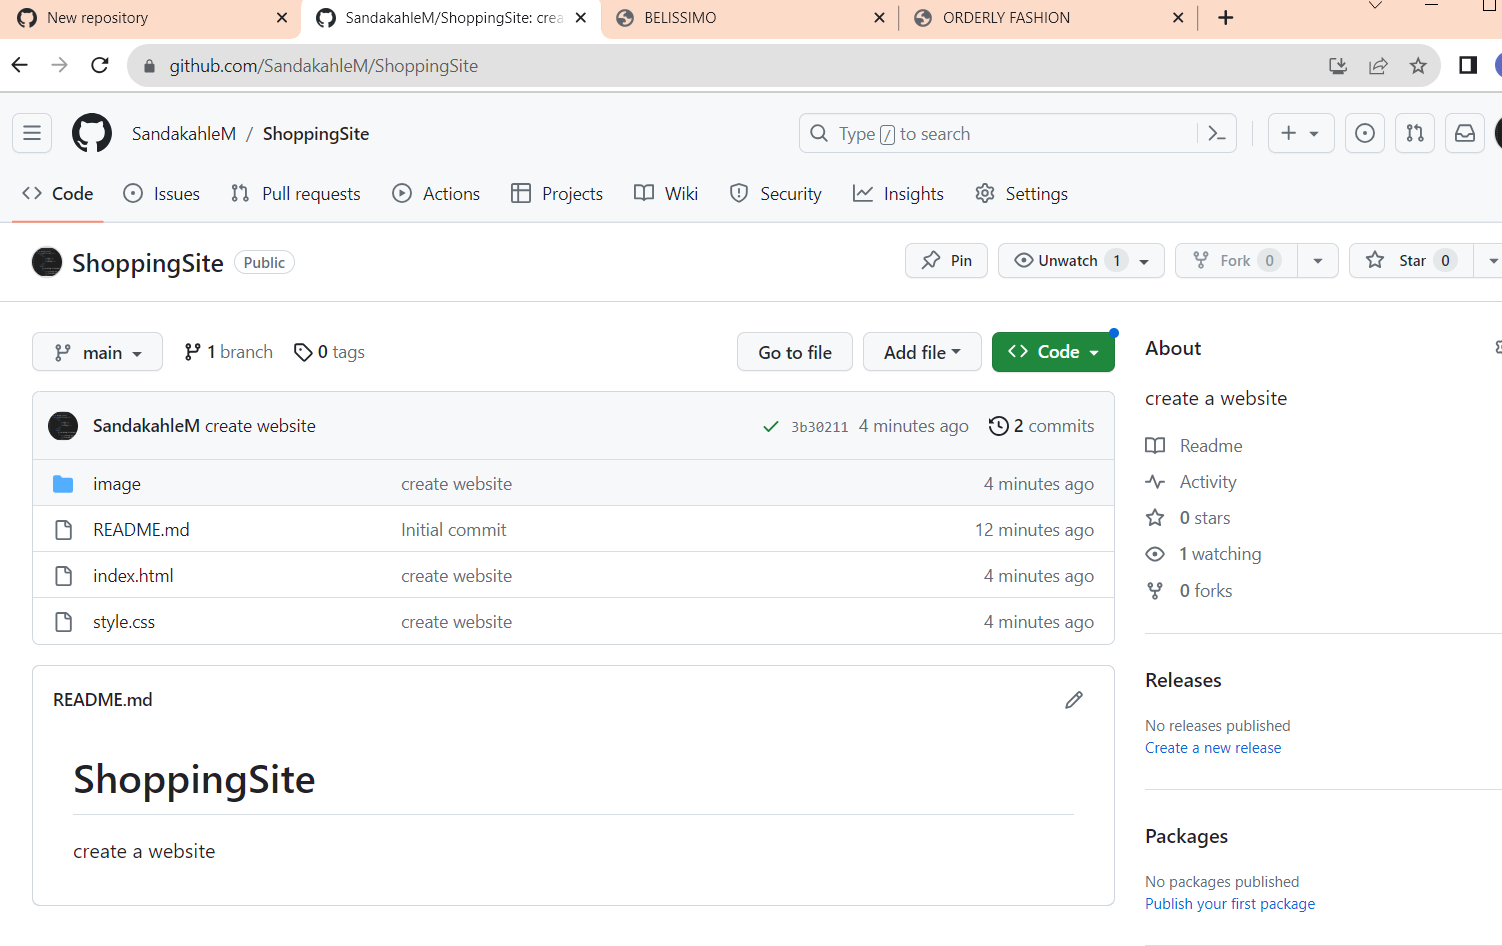 New repository
SandakahleM/ShoppingSite: crea
BELISSIMO
ORDERLY FASHION
github.com/SandakahleM/ShoppingSite
SandakahleM / ShoppingSite
Type / to search
Code
Issues
Pull requests
Actions
Projects
Wiki
Security
Insights
Settings
ShoppingSite Public
Pin
Unwatch 1
Fork 0
Star 0
main
1 branch
0 tags
Go to file
Add file
Code
SandakahleM create website
3b30211 4 minutes ago
2 commits
image create website 4 minutes ago
README.md Initial commit 12 minutes ago
index.html create website 4 minutes ago
style.css create website 4 minutes ago
README.md
ShoppingSite
create a website
About
create a website
Readme
Activity
0 stars
1 watching
0 forks
Releases
No releases published
Create a new release
Packages
No packages published
Publish your first package